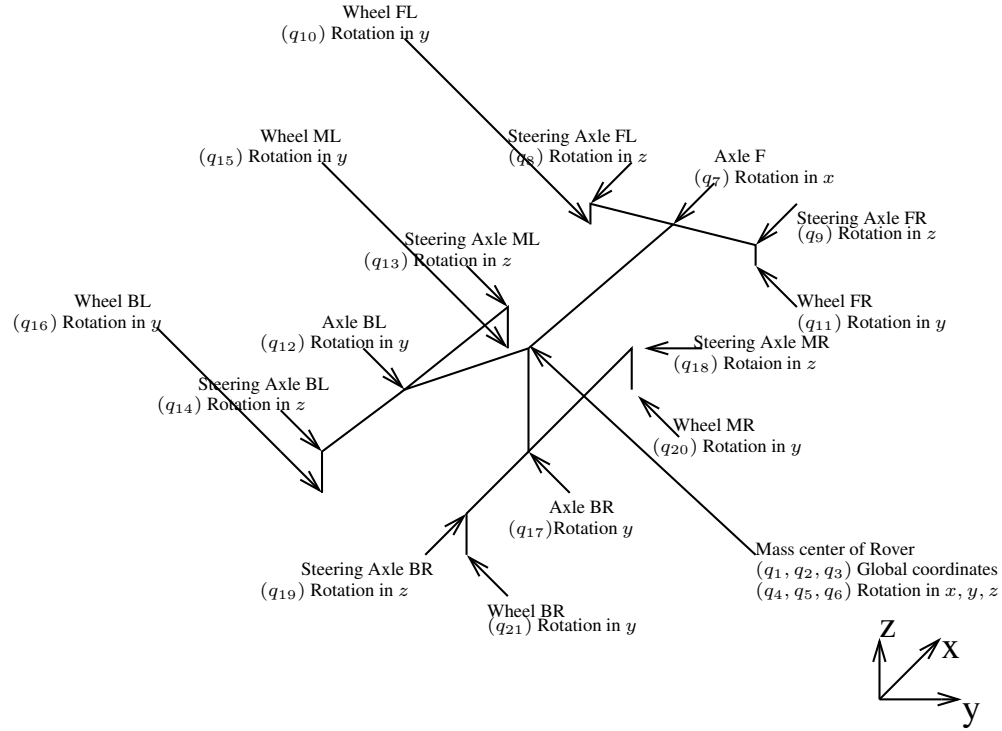 Wheel FL
(q10) Rotation in y
Wheel ML
(q15) Rotation in y
Steering Axle FL
(q8) Rotation in z
Axle F
(q7) Rotation in x
Steering Axle FR
(q9) Rotation in z
Steering Axle ML
(q13) Rotation in z
Wheel BL
(q16) Rotation in y
Wheel FR
(q11) Rotation in y
Axle BL
(q12) Rotation in y
Steering Axle MR
(q18) Rotaion in z
Steering Axle BL
(q14) Rotation in z
Wheel MR
(q20) Rotation in y
Axle BR
(q17)Rotation y
Mass center of Rover
(q1, q2, q3) Global coordinates
(q4, q5, q6) Rotation in x, y, z
Steering Axle BR
(q19) Rotation in z
Wheel BR
(q21) Rotation in y
z
x
y